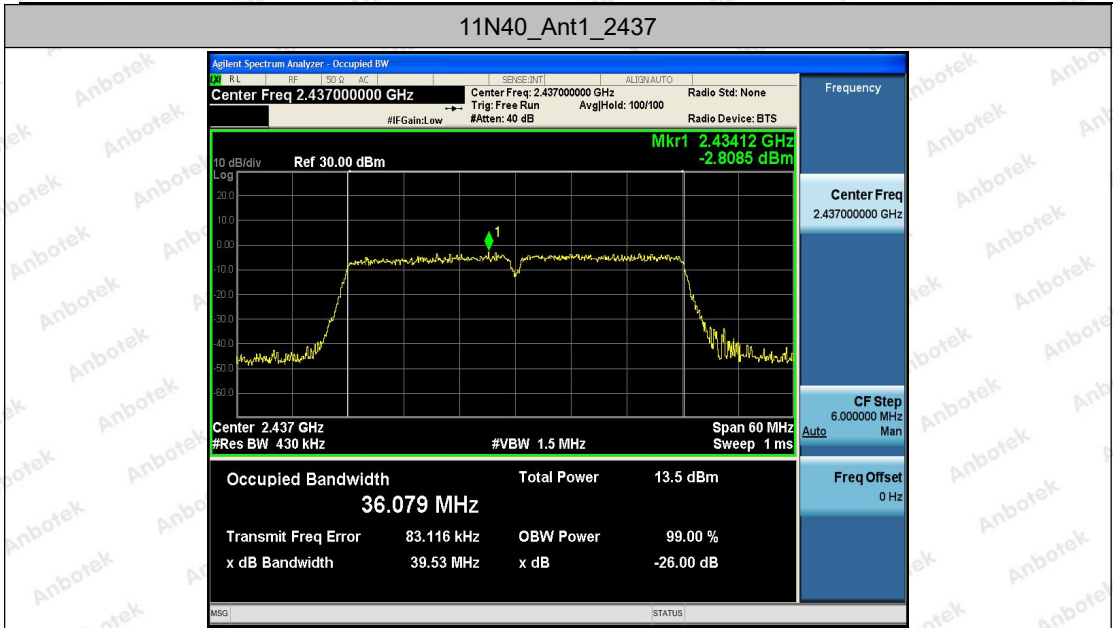 11N40_Ant1_2437
Agilent Spectrum Analyzer - Occupied BW
LXI RL RF 50 Ω AC SENSE:INT ALIGNAUTO
Center Freq 2.437000000 GHz
Center Freq: 2.437000000 GHz Radio Std: None
Trig: Free Run Avg|Hold: 100/100
#IFGain:Low #Atten: 40 dB Radio Device: BTS
Mkr1 2.43412 GHz
-2.8085 dBm
10 dB/div Ref 30.00 dBm
Log
20.0
10.0
0.00
-10.0
-20.0
-30.0
-40.0
-50.0
-60.0
1
Center 2.437 GHz Span 60 MHz
#Res BW 430 kHz #VBW 1.5 MHz Sweep 1 ms
Occupied Bandwidth Total Power 13.5 dBm
36.079 MHz
Transmit Freq Error 83.116 kHz OBW Power 99.00 %
x dB Bandwidth 39.53 MHz x dB -26.00 dB
MSG STATUS
Frequency
Center Freq
2.437000000 GHz
CF Step
6.000000 MHz
Auto Man
Freq Offset
0 Hz
Anbotek